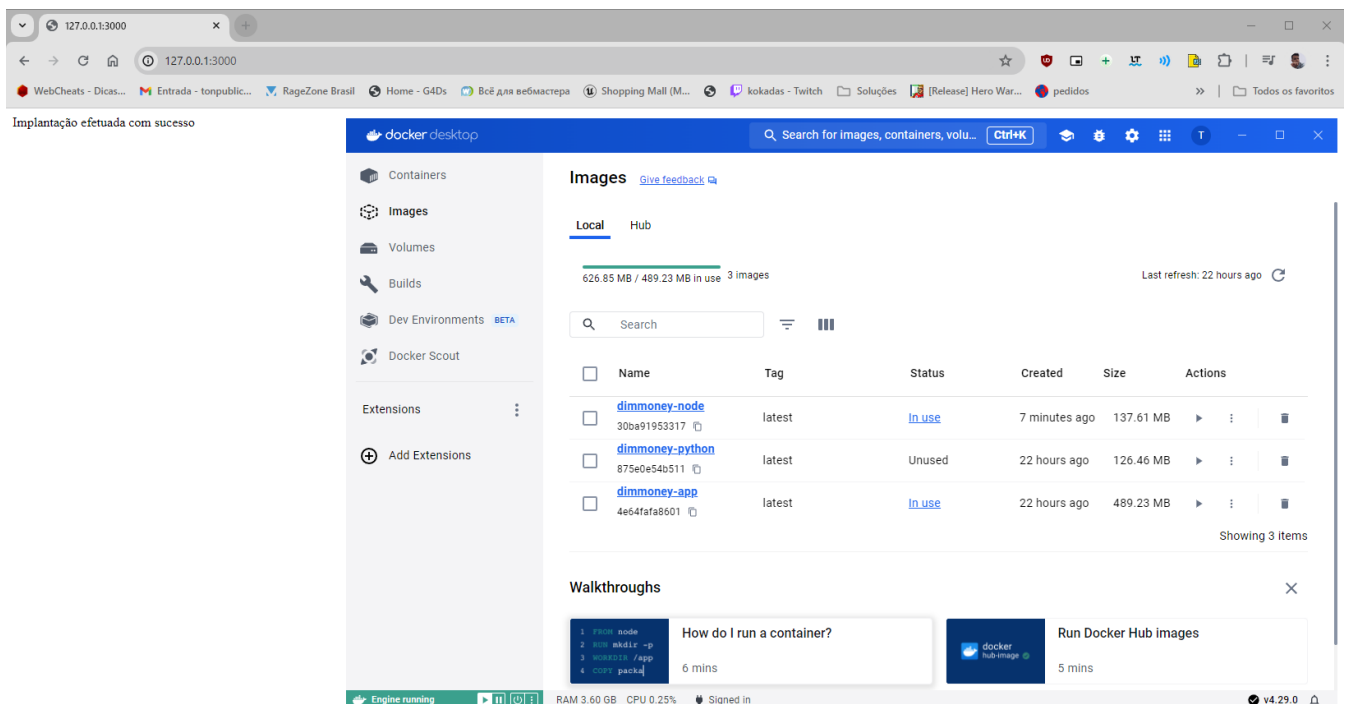 127.0.0.1:3000
127.0.0.1:3000
WebCheats - Dicas... Entrada - tonpublic... RageZone Brasil Home - G4Ds Всё для вебмастера Shopping Mall (M... kokadas - Twitch Soluções [Release] Hero War... pedidos » Todos os favoritos
Implantação efetuada com sucesso
docker desktop Search for images, containers, volu... Ctrl+K T
Containers
Images
Volumes
Builds
Dev Environments BETA
Docker Scout
Extensions
Add Extensions
Images Give feedback
Local Hub
626.85 MB / 489.23 MB in use 3 images Last refresh: 22 hours ago
Search
Name Tag Status Created Size Actions
dimmoney-node latest In use 7 minutes ago 137.61 MB
30ba91953317
dimmoney-python latest Unused 22 hours ago 126.46 MB
875e0e54b511
dimmoney-app latest In use 22 hours ago 489.23 MB
4e64fafa8601
Showing 3 items
Walkthroughs
1 FROM node
2 RUN mkdir -p
3 WORKDIR /app
4 COPY packa
How do I run a container?
6 mins
docker
hub-image
Run Docker Hub images
5 mins
Engine running RAM 3.60 GB CPU 0.25% Signed in v4.29.0